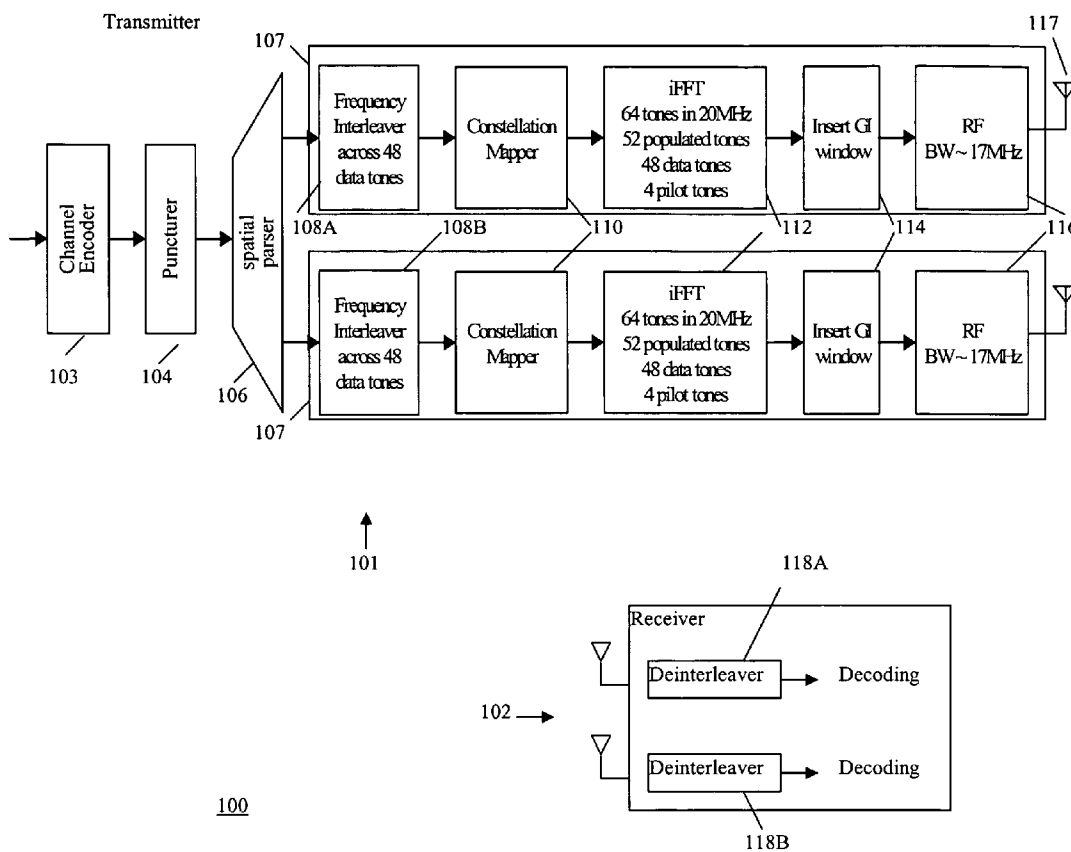 Transmitter
107
117
Channel
Encoder
Puncturer
spatial
parser
Frequency
Interleaver
across 48
data tones
Constellation
Mapper
iFFT
64 tones in 20MHz
52 populated tones
48 data tones
4 pilot tones
Insert GI
window
RF
BW~ 17MHz
108A
108B
110
112
114
116
Frequency
Interleaver
across 48
data tones
Constellation
Mapper
iFFT
64 tones in 20MHz
52 populated tones
48 data tones
4 pilot tones
Insert GI
window
RF
BW~ 17MHz
103
104
106
107
101
118A
Receiver
Deinterleaver
Decoding
102
Deinterleaver
Decoding
100
118B